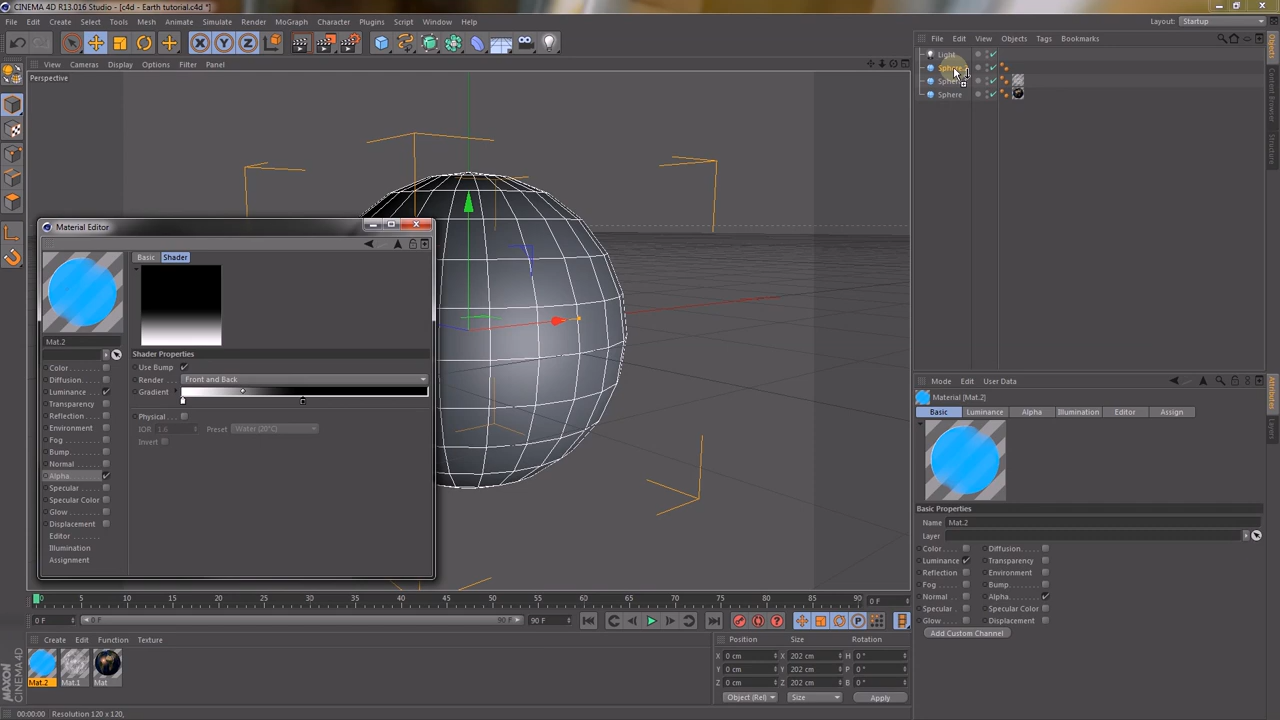 CINEMA 4D R13.016 Studio - [c4d - Earth tutorial.c4d *]
File Edit Create Select Tools Mesh Animate Simulate Render MoGraph Character Plugins Script Window Help
Layout: Startup
X Y Z
View Cameras Display Options Filter Panel
Perspective
File Edit View Objects Tags Bookmarks
Light
Sphere
Sphere
Objects
Content Browser
Structure
Material Editor
Basic Shader
Mat.2
Color
Diffusion
Luminance
Transparency
Reflection
Environment
Fog
Bump
Normal
Alpha
Specular
Specular Color
Glow
Displacement
Editor
Illumination
Assignment
Shader Properties
Use Bump
Render Front and Back
Gradient
Physical
IOR 1.6 Preset Water (20°C)
Invert
Mode Edit User Data
Material [Mat.2]
Basic Luminance Alpha Illumination Editor Assign
Attributes
Layers
Basic Properties
Name Mat.2
Layer
Color Diffusion
Luminance Transparency
Reflection Environment
Fog Bump
Normal Alpha
Specular Specular Color
Glow Displacement
Add Custom Channel
0 5 10 15 20 25 30 35 40 45 50 55 60 65 70 75 80 85 90 0 F
0 F 0 F 90 F 90 F
Create Edit Function Texture
Mat.2 Mat.1 Mat
Position Size Rotation
X 0 cm X 202 cm H 0 °
Y 0 cm Y 202 cm P 0 °
Z 0 cm Z 202 cm B 0 °
Object (Rel) Size Apply
MAXON CINEMA 4D
00:00:00 Resolution 120 x 120,